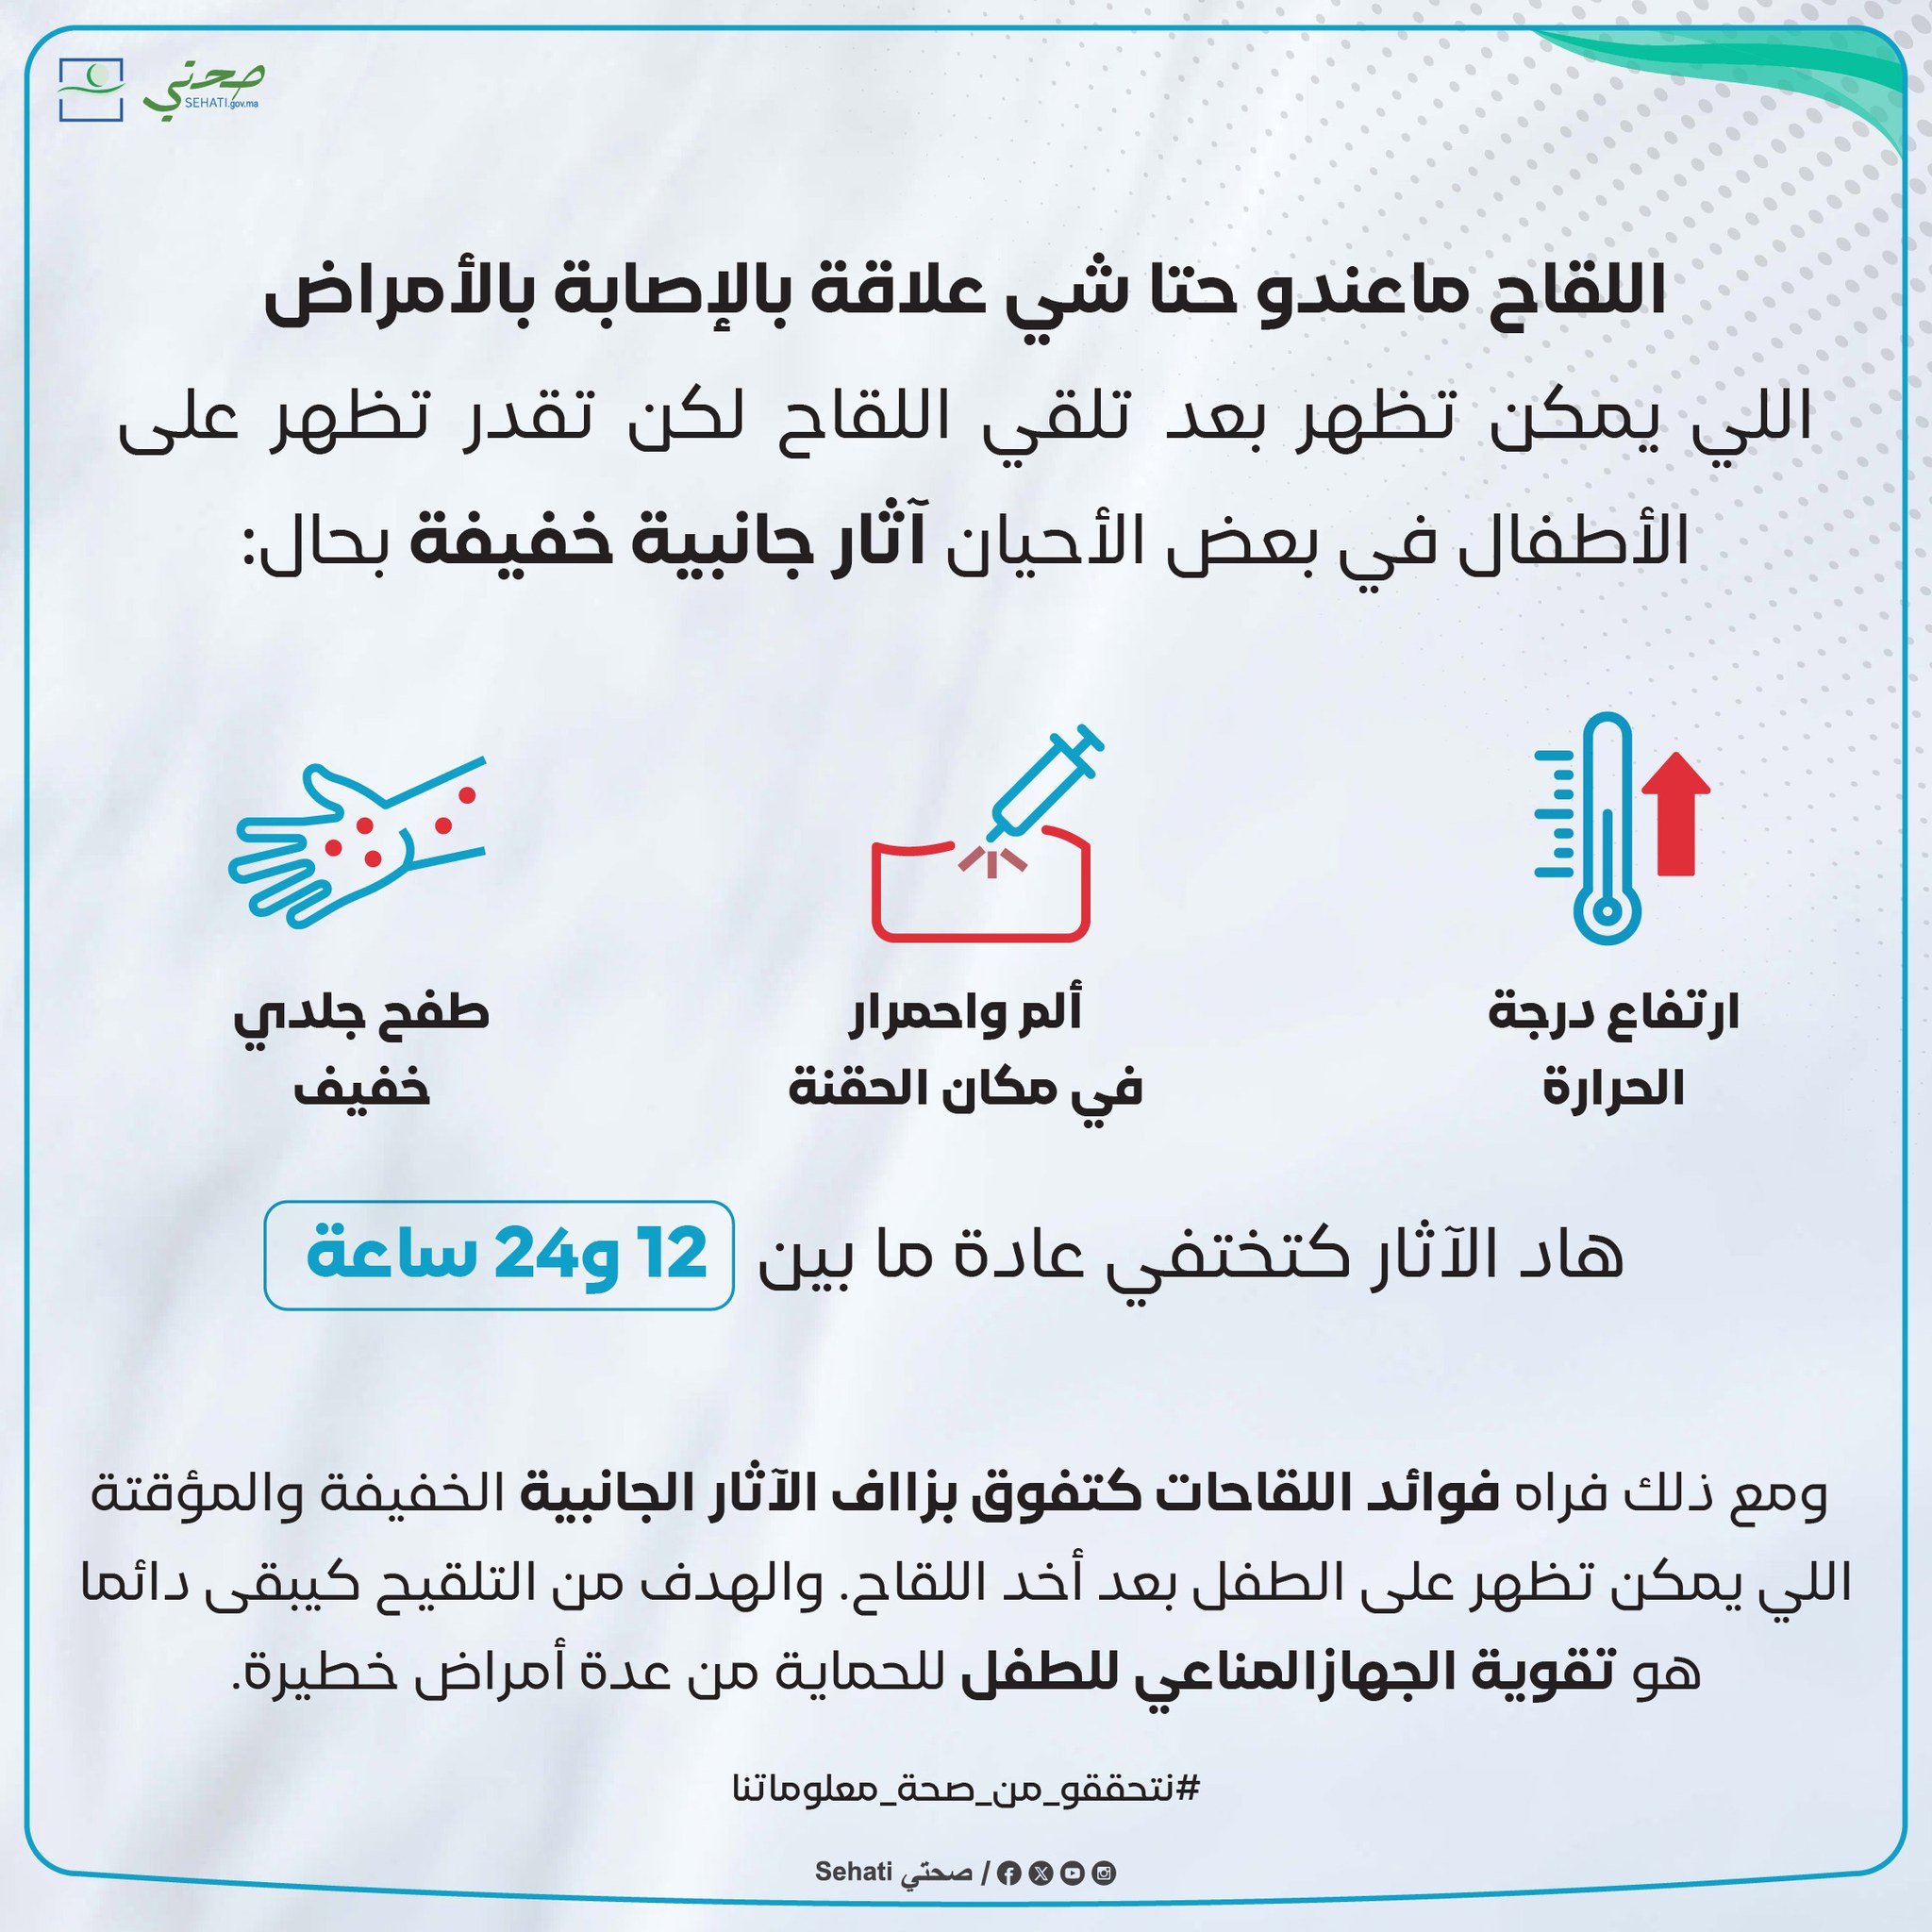 صحتي
SEHATI.gov.ma
اللقاح ماعندو حتا شي علاقة بالإصابة بالأمراض
اللي يمكن تظهر بعد تلقي اللقاح لكن تقدر تظهر على
الأطفال في بعض الأحيان آثار جانبية خفيفة بحال:
ارتفاع درجة
الحرارة
ألم واحمرار
في مكان الحقنة
طفح جلدي
خفيف
هاد الآثار كتختفي عادة ما بين 12 و24 ساعة
ومع ذلك فراه فوائد اللقاحات كتفوق بزااف الآثار الجانبية الخفيفة والمؤقتة
اللي يمكن تظهر على الطفل بعد أخد اللقاح. والهدف من التلقيح كيبقى دائما
هو تقوية الجهازالمناعي للطفل للحماية من عدة أمراض خطيرة.
#نتحققو_من_صحة_معلوماتنا
Sehati صحتي /